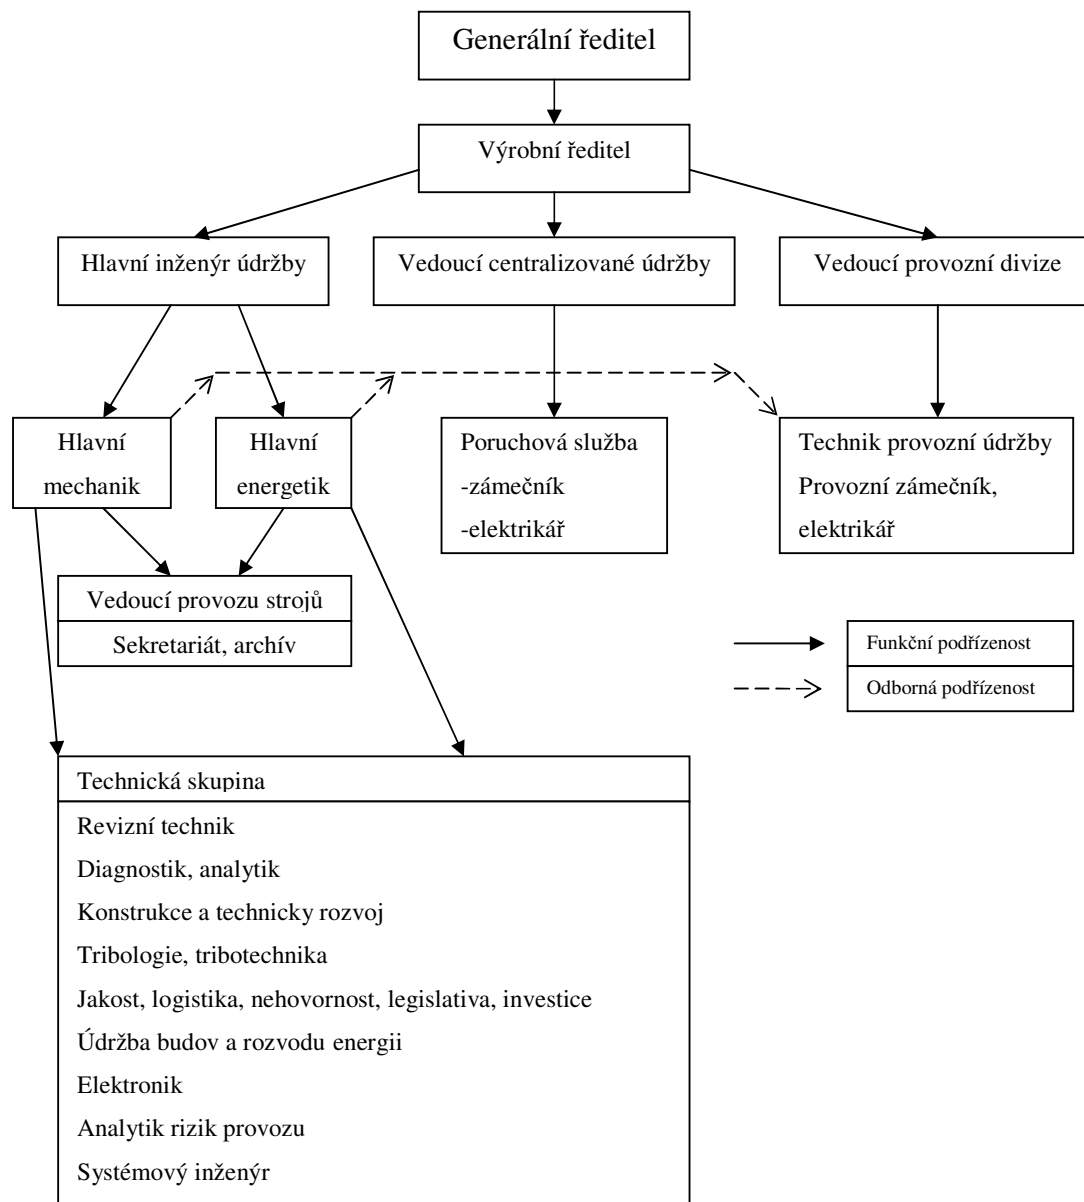 Generální ředitel
Výrobní ředitel
Hlavní inženýr údržby
Vedoucí centralizované údržby
Vedoucí provozní divize
Hlavní
mechanik
Hlavní
energetik
Poruchová služba
-zámečník
-elektrikář
Technik provozní údržby
Provozní zámečník,
elektrikář
Vedoucí provozu strojů
Sekretariát, archív
Funkční podřízenost
Odborná podřízenost
Technická skupina
Revizní technik
Diagnostik, analytik
Konstrukce a technicky rozvoj
Tribologie, tribotechnika
Jakost, logistika, nehovornost, legislativa, investice
Údržba budov a rozvodu energii
Elektronik
Analytik rizik provozu
Systémový inženýr